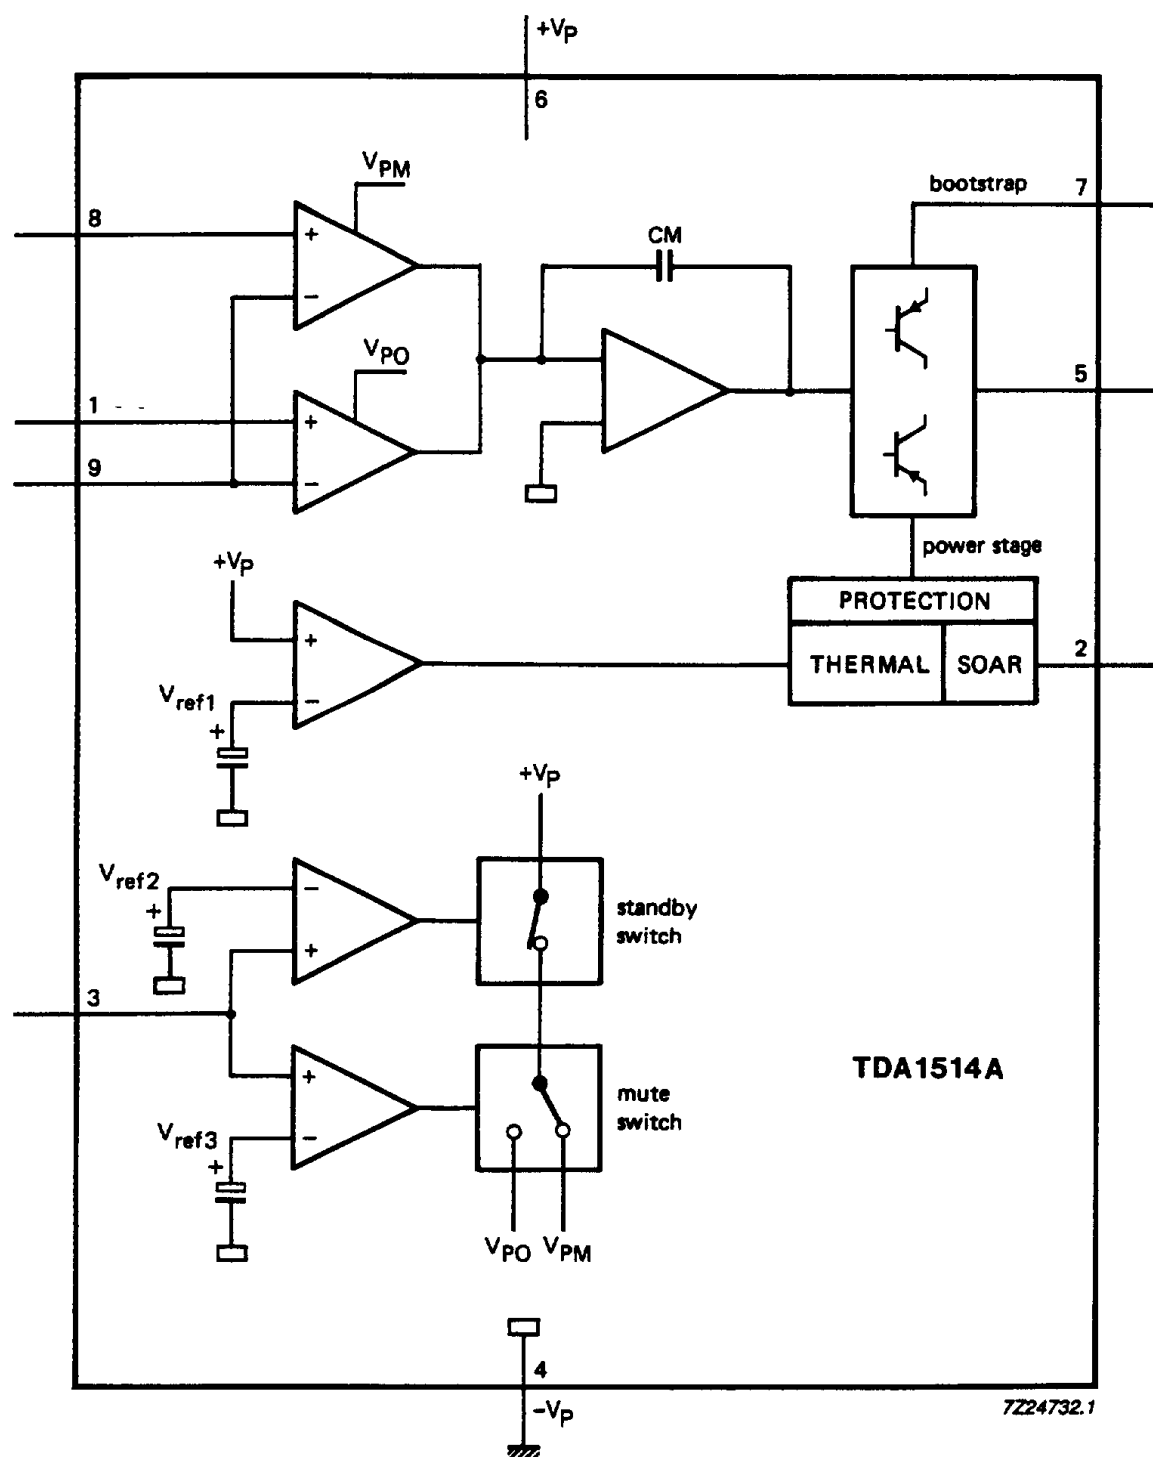 +VP
6
VPM
bootstrap 7
8
+
CM
−
VPO
5
1
+
9
−
power stage
+VP
PROTECTION
+
THERMAL SOAR 2
Vref1
−
+
+VP
Vref2
−
standby
switch
+
+
3
+
mute
switch
TDA1514A
Vref3
−
+
VPO VPM
4
−VP
7Z24732.1